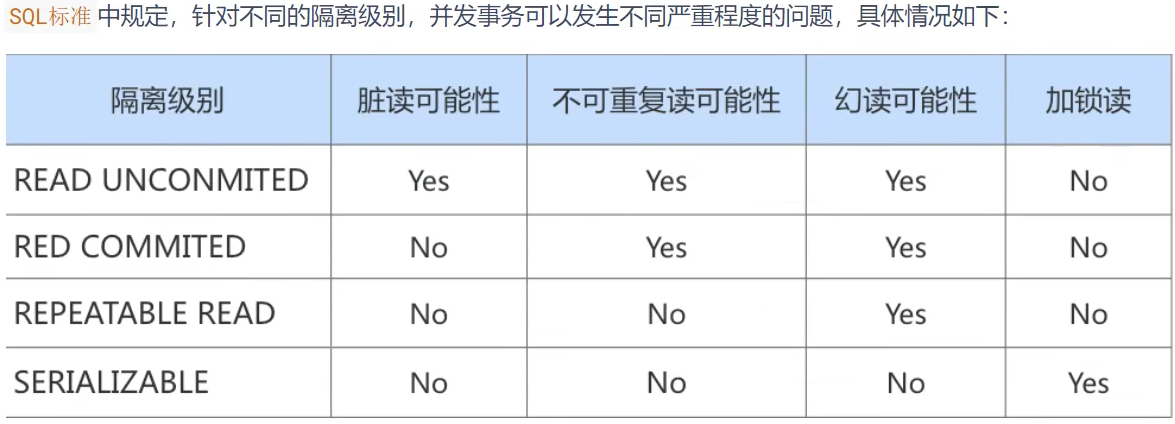 SQL标准 中规定，针对不同的隔离级别，并发事务可以发生不同严重程度的问题，具体情况如下：
隔离级别 脏读可能性 不可重复读可能性 幻读可能性 加锁读
READ UNCONMITED Yes Yes Yes No
RED COMMITED No Yes Yes No
REPEATABLE READ No No Yes No
SERIALIZABLE No No No Yes